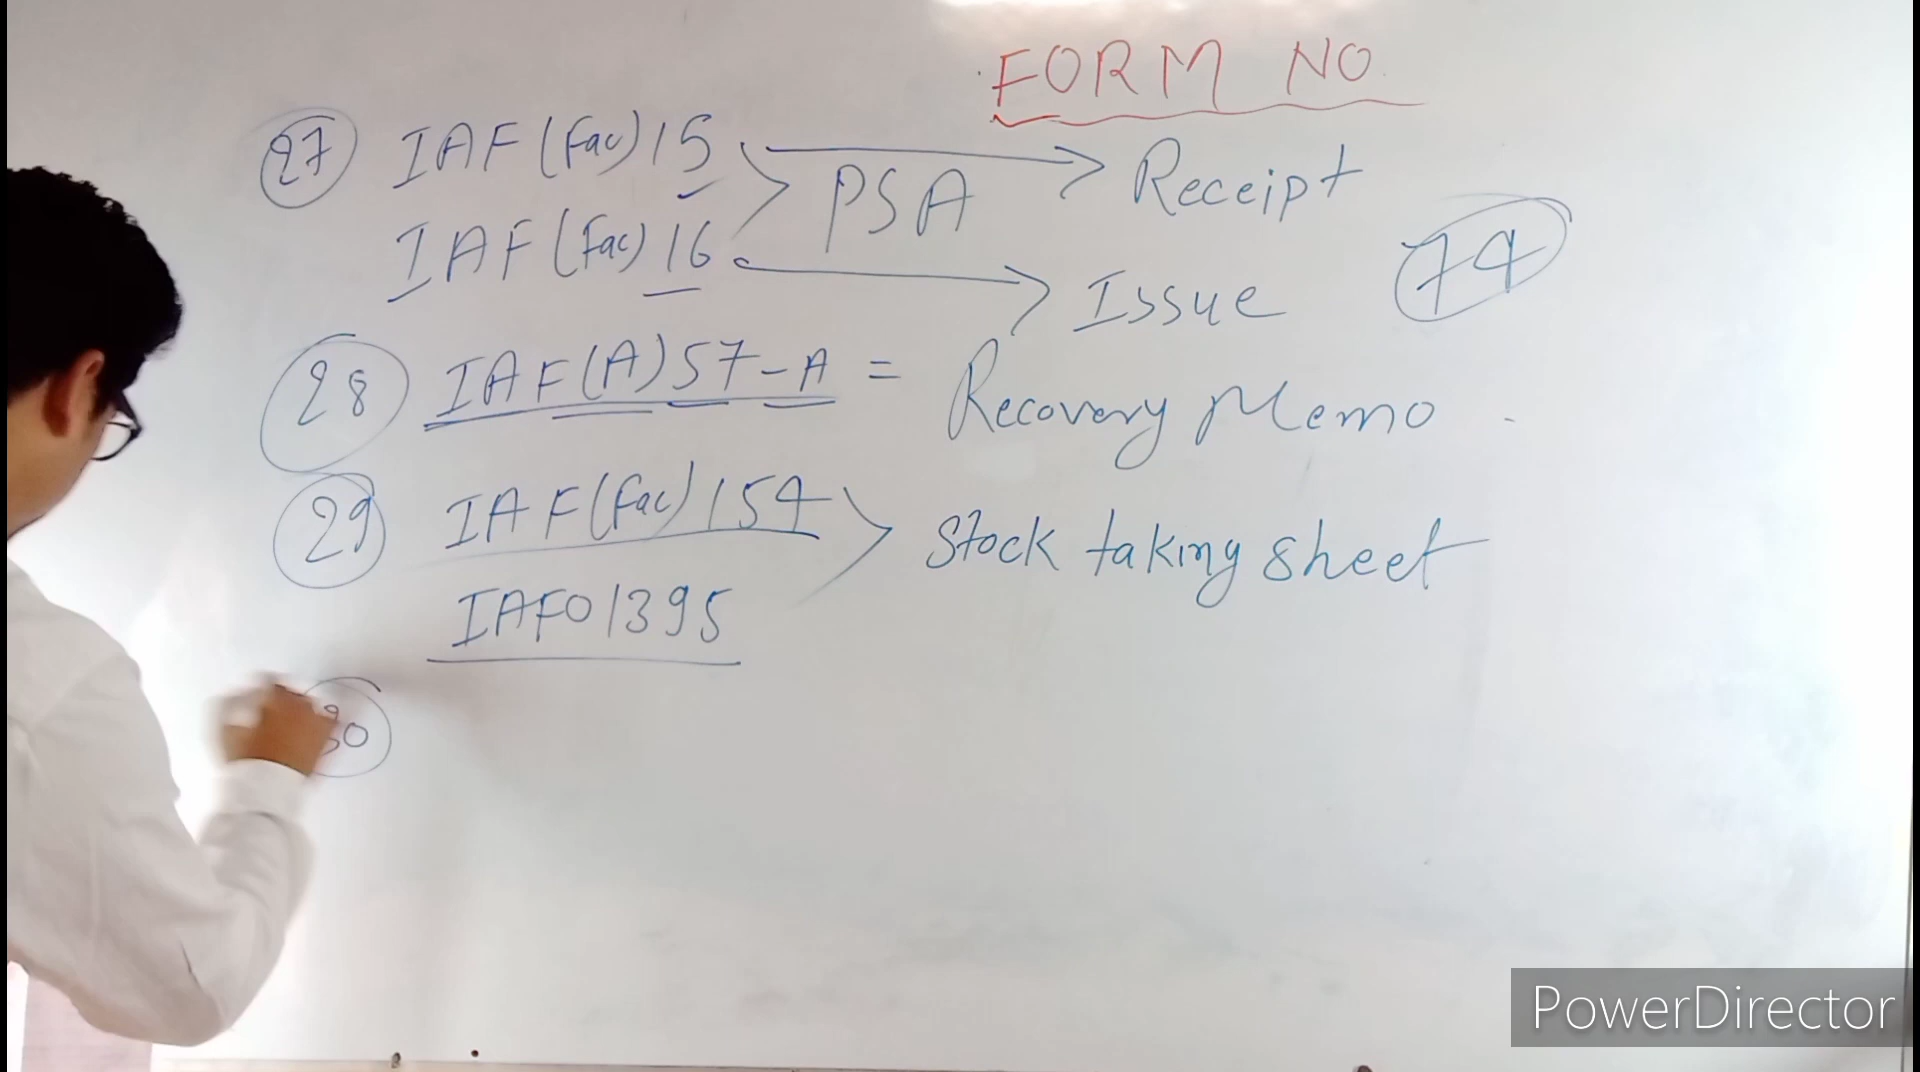 FORM NO.
27 IAF (Fac) 15 PSA Receipt
IAF (Fac) 16 Issue
74
28 IAF (A) 57-A = Recovery Memo
29 IAF (Fac) 154 Stock taking sheet
IAFO1395
30
PowerDirector